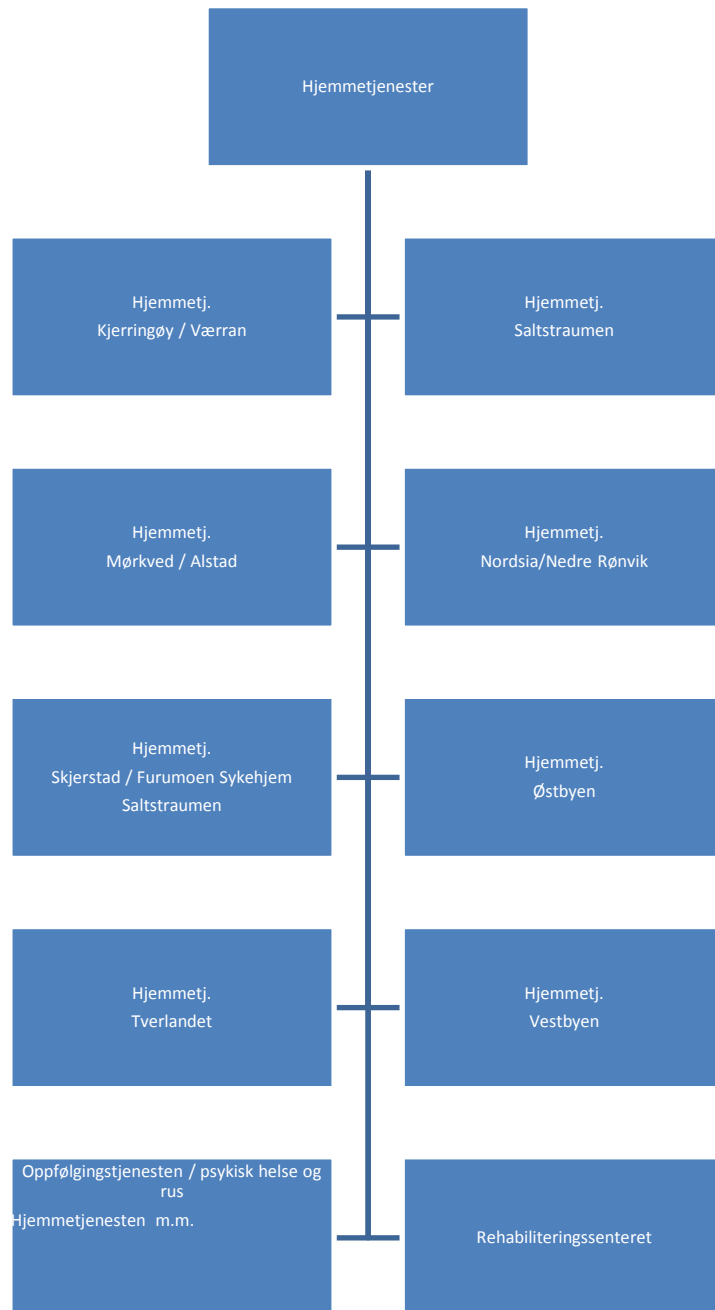 Hjemmetjenester
Hjemmetj.
Kjerringøy / Værran
Hjemmetj.
Saltstraumen
Hjemmetj.
Mørkved / Alstad
Hjemmetj.
Nordsia/Nedre Rønvik
Hjemmetj.
Skjerstad / Furumoen Sykehjem
Saltstraumen
Hjemmetj.
Østbyen
Hjemmetj.
Tverlandet
Hjemmetj.
Vestbyen
Oppfølgingstjenesten / psykisk helse og
rus
Hjemmetjenesten m.m.
Rehabiliteringssenteret